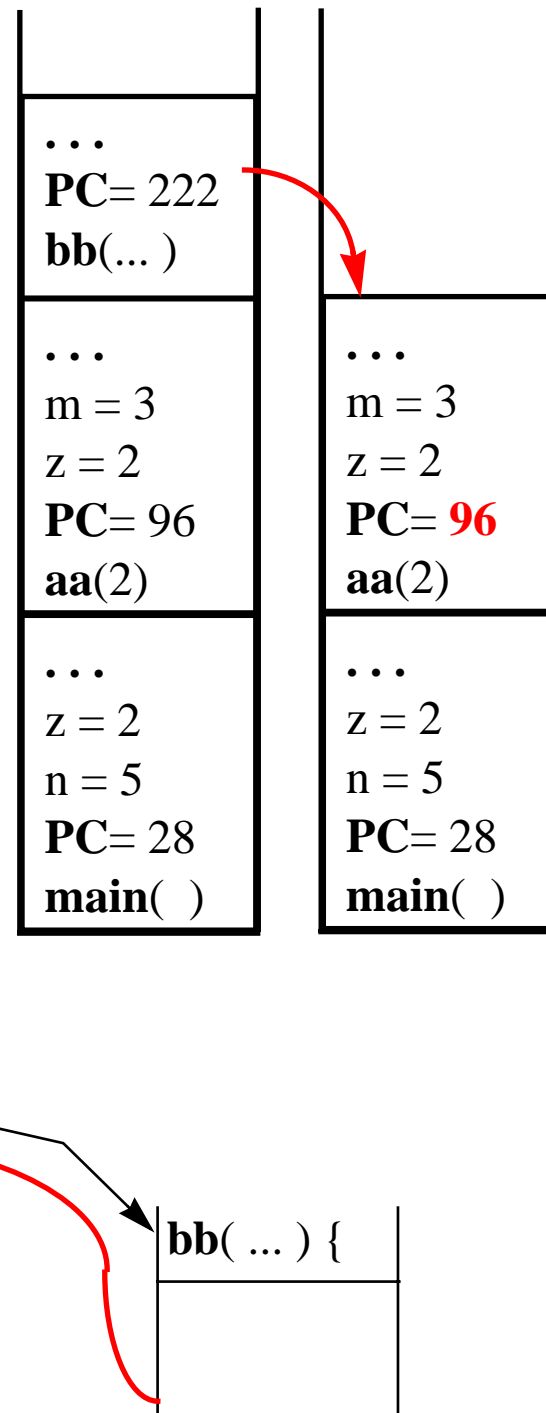 . . .
PC= 222
bb(... )
. . .
m = 3
z = 2
PC= 96
aa(2)
. . .
z = 2
n = 5
PC= 28
main( )
. . .
m = 3
z = 2
PC= 96
aa(2)
. . .
z = 2
n = 5
PC= 28
main( )
bb( ... ) {